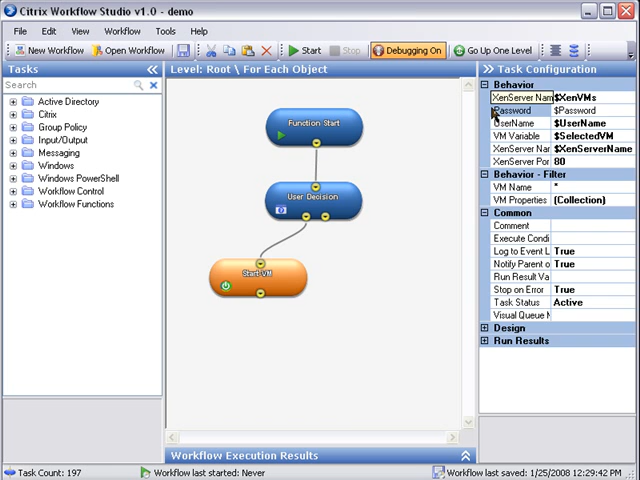 Citrix Workflow Studio v1.0 - demo
File Edit View Workflow Tools Help
New Workflow Open Workflow Start Stop Debugging On Go Up One Level
Tasks
Search
Active Directory
Citrix
Group Policy
Input/Output
Messaging
Windows
Windows PowerShell
Workflow Control
Workflow Functions
Level: Root \ For Each Object
Function Start
User Decision
Start VM
Workflow Execution Results
Task Configuration
Behavior
XenServer Nam $XenVMs
Password $Password
UserName $UserName
VM Variable $SelectedVM
XenServer Nam $XenServerName
XenServer Por 80
Behavior - Filter
VM Name *
VM Properties (Collection)
Common
Comment
Execute Condi
Log to Event L True
Notify Parent o True
Run Result Va
Stop on Error True
Task Status Active
Visual Queue N
Design
Run Results
Task Count: 197 Workflow last started: Never Workflow last saved: 1/25/2008 12:29:42 PM